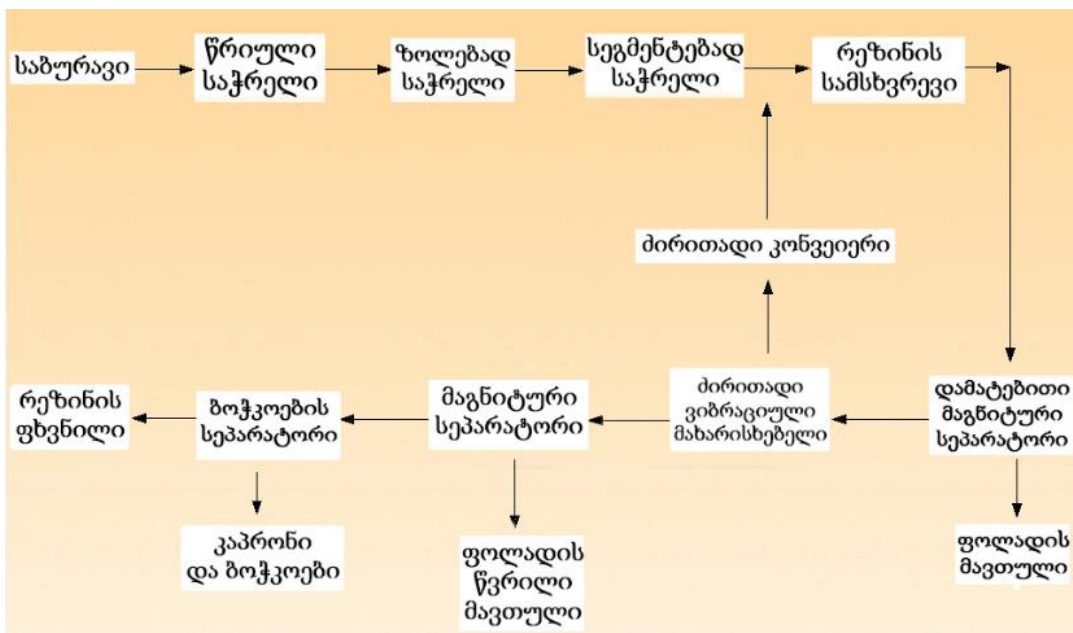 საბურავი
წრიული
საჭრელი
ზოლებად
საჭრელი
სეგმენტებად
საჭრელი
რეზინის
სამსხვრევი
ძირითადი კონვეიერი
რეზინის
ფხვნილი
ბოჭკოების
სეპარატორი
მაგნიტური
სეპარატორი
ძირითადი
ვიბრაციული
მახარისხებელი
დამატებითი
მაგნიტური
სეპარატორი
კაპრონი
და ბოჭკოები
ფოლადის
წვრილი
მავთული
ფოლადის
მავთული